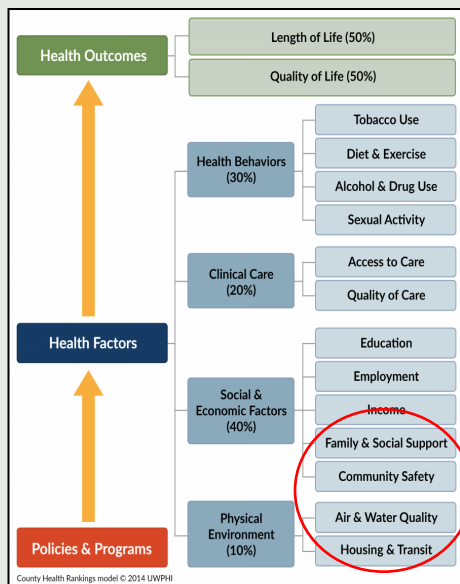 Health Outcomes
Length of Life (50%)
Quality of Life (50%)
Health Behaviors
(30%)
Tobacco Use
Diet & Exercise
Alcohol & Drug Use
Sexual Activity
Clinical Care
(20%)
Access to Care
Quality of Care
Health Factors
Social &
Economic Factors
(40%)
Education
Employment
Income
Family & Social Support
Community Safety
Physical
Environment
(10%)
Air & Water Quality
Housing & Transit
Policies & Programs
County Health Rankings model © 2014 UWPHI